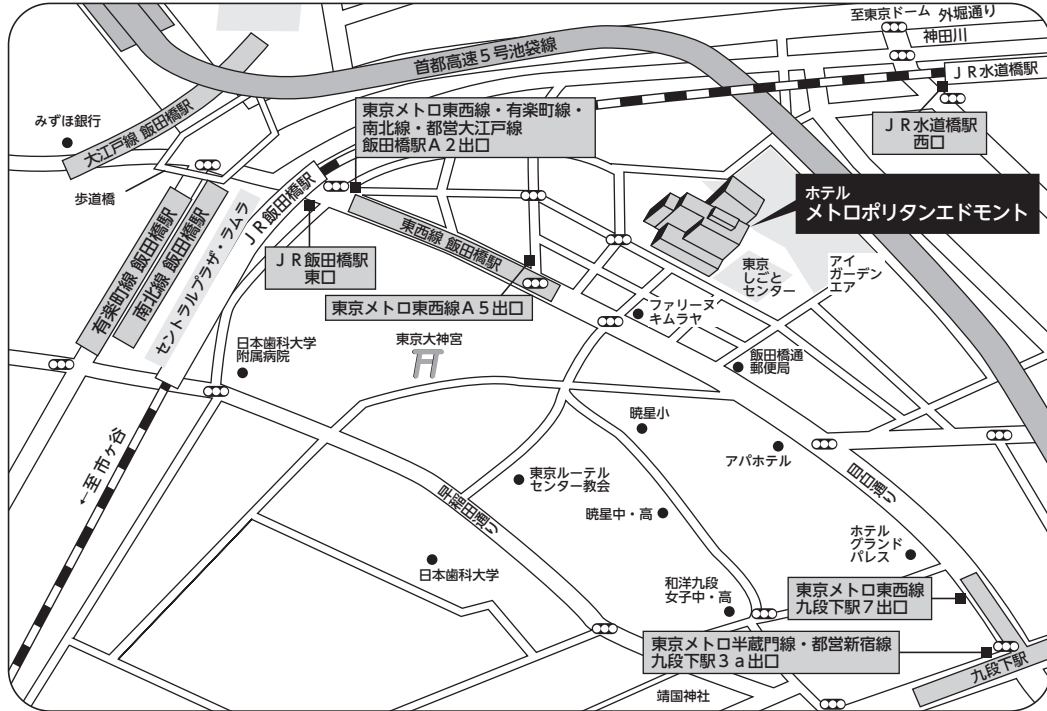 至東京ドーム
外堀通り
神田川
首都高速5号池袋線
JR水道橋駅
JR水道橋駅
西口
東京メトロ東西線・有楽町線・
南北線・都営大江戸線
飯田橋駅A2出口
みずほ銀行
大江戸線 飯田橋駅
歩道橋
JR飯田橋駅
ホテル
メトロポリタンエドモント
有楽町線 飯田橋駅
南北線 飯田橋駅
セントラルプラザ・ラムラ
JR飯田橋駅
東口
東西線 飯田橋駅
東京メトロ東西線A5出口
東京
しごと
センター
アイ
ガーデン
エア
ファリーヌ
キムラヤ
日本歯科大学
附属病院
東京大神宮
飯田橋通
郵便局
暁星小
アパホテル
←至市ヶ谷
東京ルーテル
センター教会
早稲田通り
目白通り
暁星中・高
ホテル
グランド
パレス
日本歯科大学
和洋九段
女子中・高
東京メトロ東西線
九段下駅7出口
東京メトロ半蔵門線・都営新宿線
九段下駅3a出口
九段下駅
靖国神社